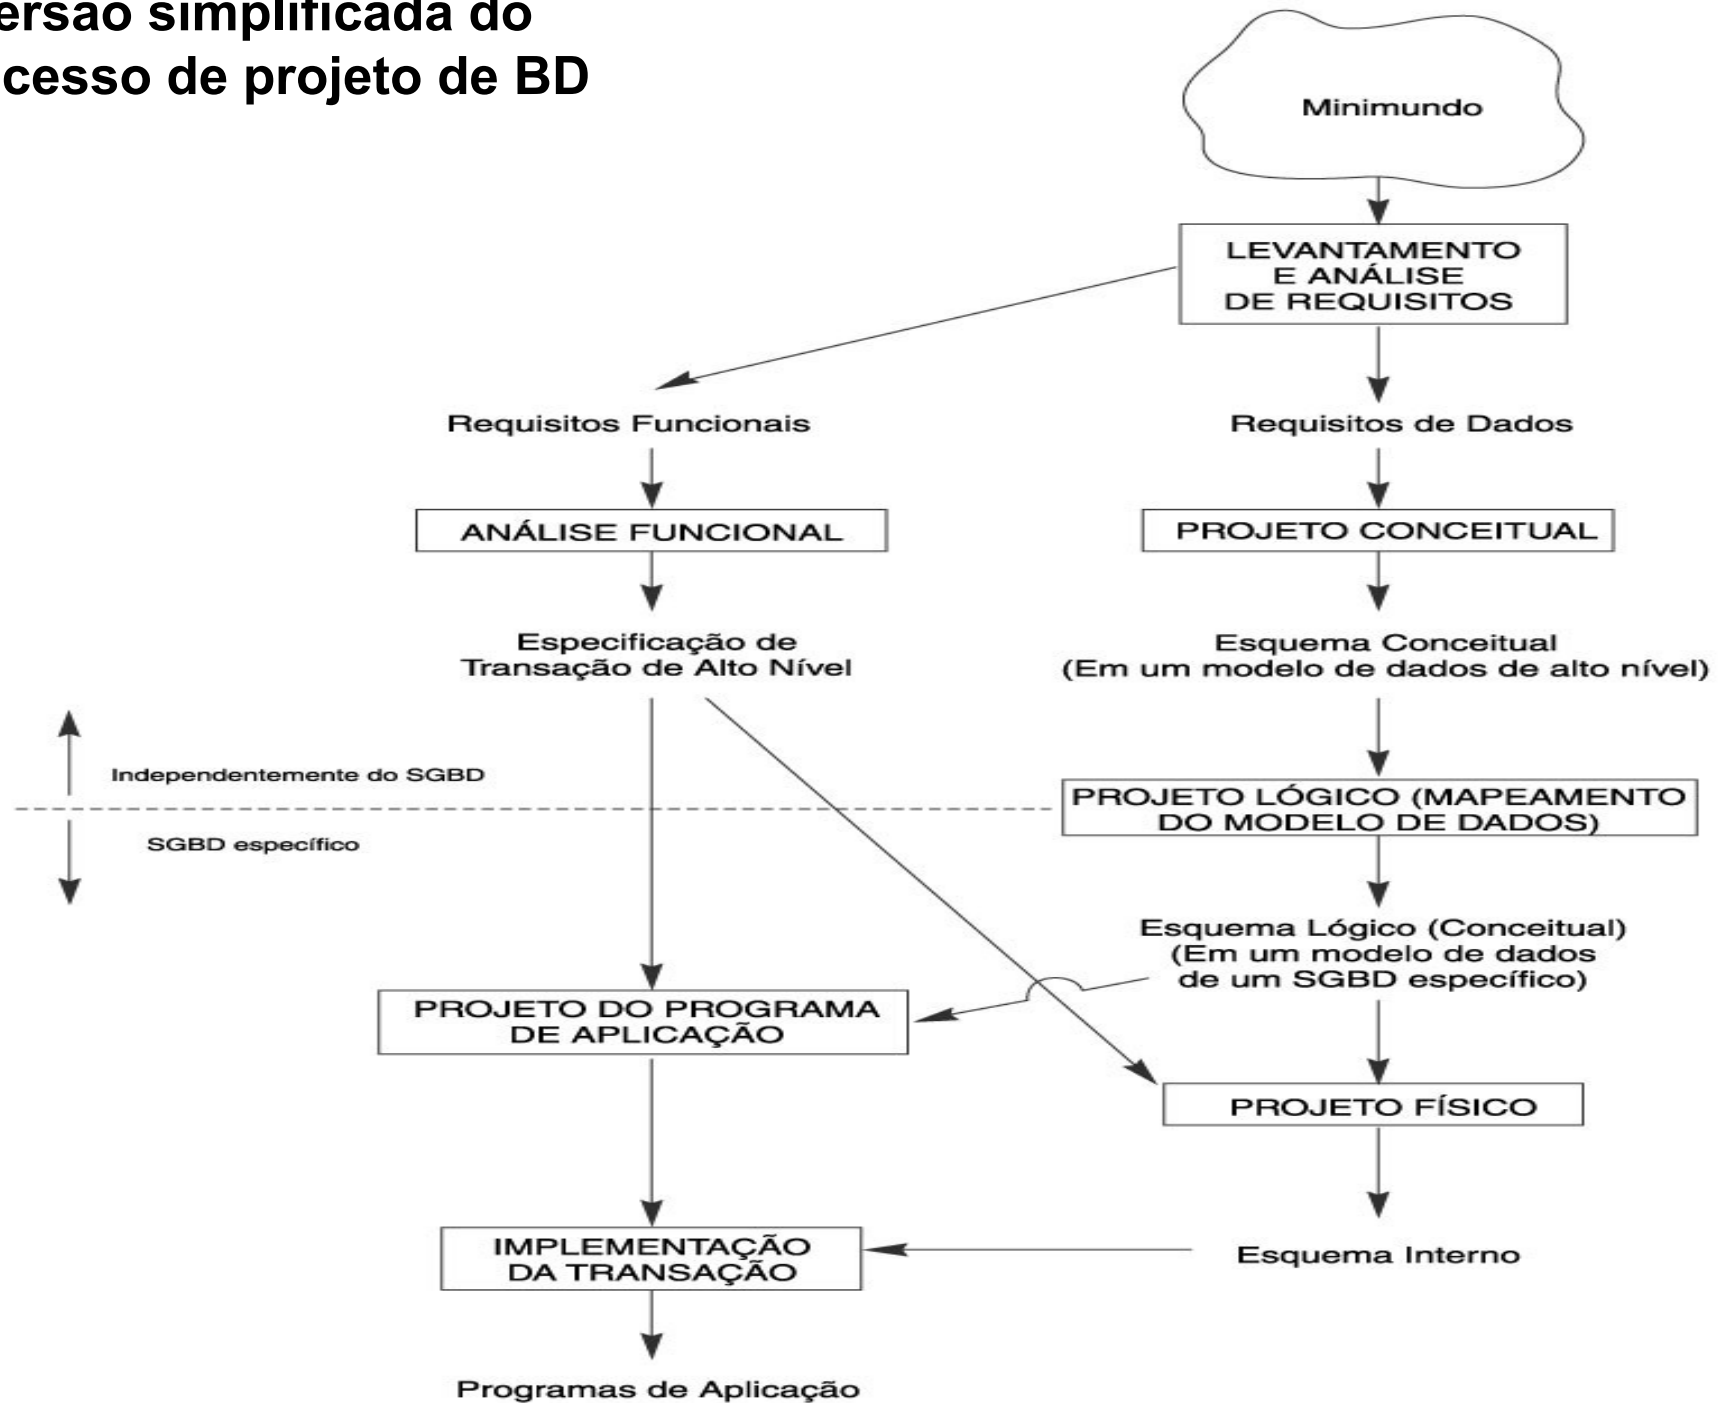 ersão simplificada do
cesso de projeto de BD
Minimundo
LEVANTAMENTO
E ANÁLISE
DE REQUISITOS
Requisitos Funcionais
Requisitos de Dados
ANÁLISE FUNCIONAL
PROJETO CONCEITUAL
Especificação de
Transação de Alto Nível
Esquema Conceitual
(Em um modelo de dados de alto nível)
Independentemente do SGBD
SGBD específico
PROJETO LÓGICO (MAPEAMENTO
DO MODELO DE DADOS)
Esquema Lógico (Conceitual)
(Em um modelo de dados
de um SGBD específico)
PROJETO DO PROGRAMA
DE APLICAÇÃO
PROJETO FÍSICO
IMPLEMENTAÇÃO
DA TRANSAÇÃO
Esquema Interno
Programas de Aplicação